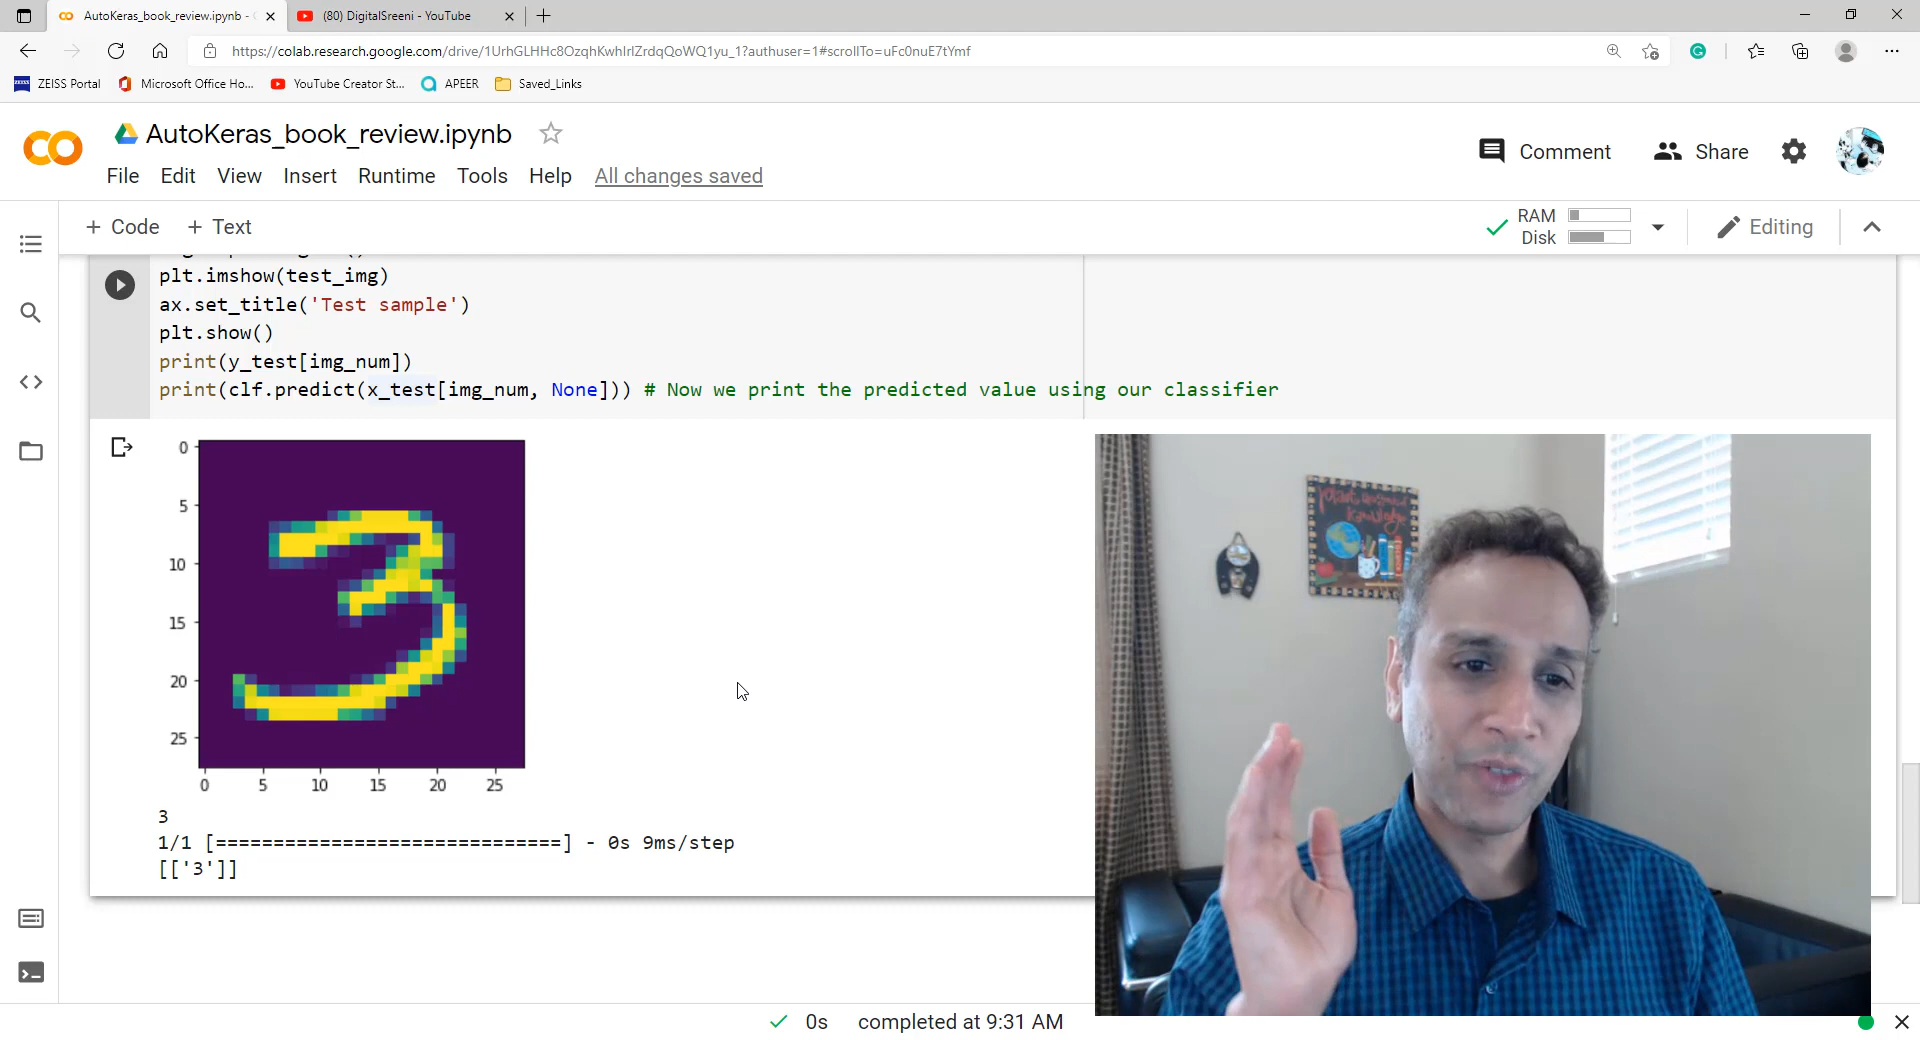 AutoKeras_book_review.ipynb -
(80) DigitalSreeni - YouTube
https://colab.research.google.com/drive/1UrhGLHHc8OzqhKwhIrIZrdqQoWQ1yu_1?authuser=1#scrollTo=uFc0nuE7tYmf
ZEISS Portal
Microsoft Office Ho...
YouTube Creator St...
APEER
Saved_Links
AutoKeras_book_review.ipynb
Comment
Share
File Edit View Insert Runtime Tools Help All changes saved
+ Code + Text
RAM
Disk
Editing
plt.imshow(test_img)
ax.set_title('Test sample')
plt.show()
print(y_test[img_num])
print(clf.predict(x_test[img_num, None])) # Now we print the predicted value using our classifier
0
5
10
15
20
25
3
0 5 10 15 20 25
3
1/1 [==============================] - 0s 9ms/step
[['3']]
knowledge
0s completed at 9:31 AM